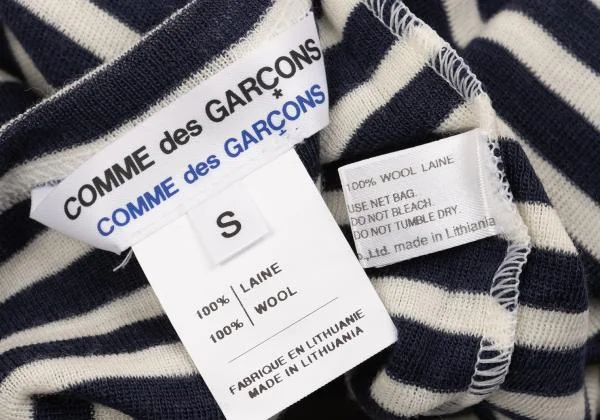 COMME des GARÇONS
*
COMME des GARÇONS
S
100% LAINE
100% WOOL
FABRIQUE EN LITHUANIE
MADE IN LITHUANIA
100% WOOL LAINE
USE NET BAG.
DO NOT BLEACH.
DO NOT TUMBLE DRY.
.,Ltd. made in Lithiania